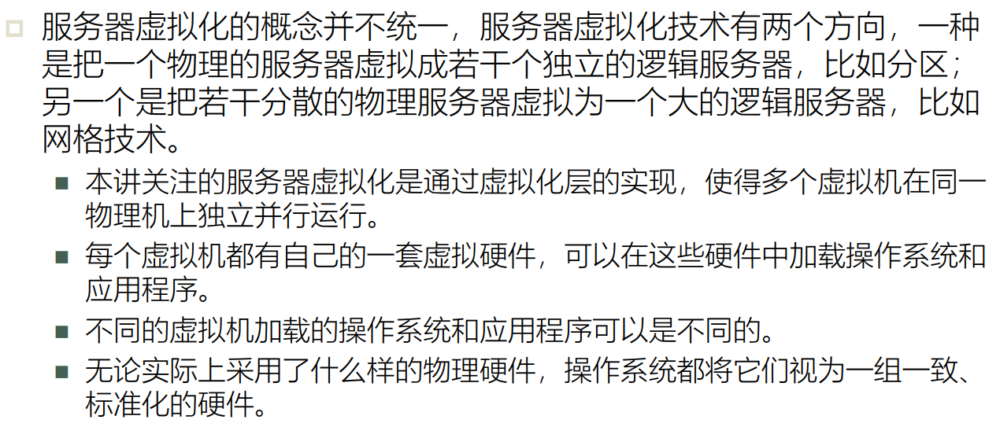 服务器虚拟化的概念并不统一，服务器虚拟化技术有两个方向，一种
是把一个物理的服务器虚拟成若干个独立的逻辑服务器，比如分区；
另一个是把若干分散的物理服务器虚拟为一个大的逻辑服务器，比如
网格技术。
本讲关注的服务器虚拟化是通过虚拟化层的实现，使得多个虚拟机在同一
物理机上独立并行运行。
每个虚拟机都有自己的一套虚拟硬件，可以在这些硬件中加载操作系统和
应用程序。
不同的虚拟机加载的操作系统和应用程序可以是不同的。
无论实际上采用了什么样的物理硬件，操作系统都将它们视为一组一致、
标准化的硬件。